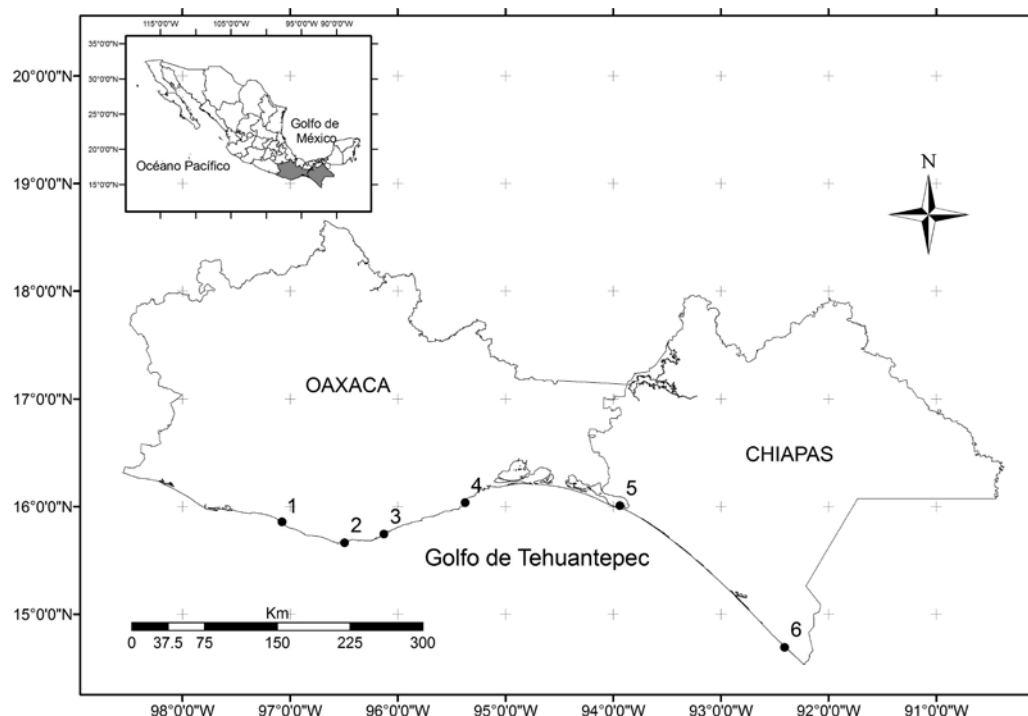 115°0'0"W 105°0'0"W 95°0'0"W 90°0'0"W
35°0'0"N
30°0'0"N
25°0'0"N
20°0'0"N
15°0'0"N
Golfo de
México
Océano Pacífico
N
20°0'0"N
19°0'0"N
18°0'0"N
17°0'0"N
16°0'0"N
15°0'0"N
OAXACA
CHIAPAS
1
2
3
4
5
6
Golfo de Tehuantepec
Km
0 37.5 75 150 225 300
98°0'0"W 97°0'0"W 96°0'0"W 95°0'0"W 94°0'0"W 93°0'0"W 92°0'0"W 91°0'0"W